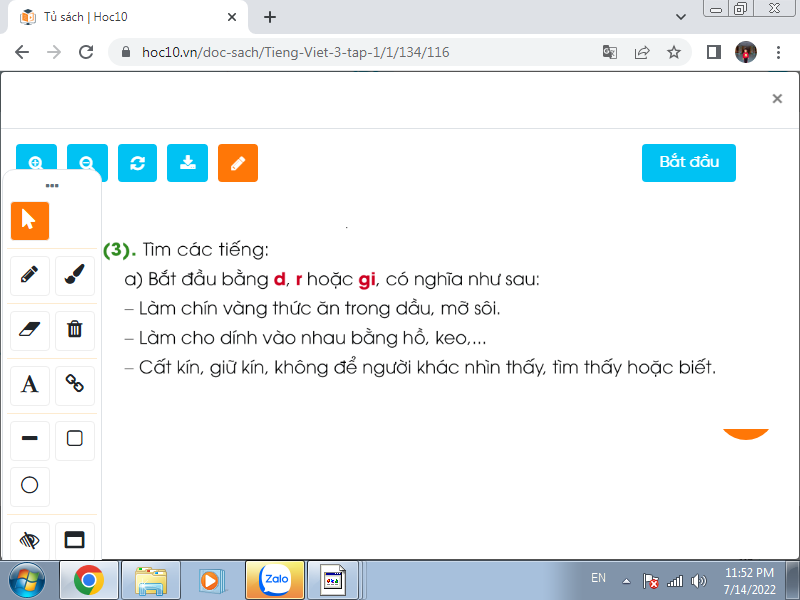 Tủ sách | Hoc10
hoc10.vn/doc-sach/Tieng-Viet-3-tap-1/1/134/116
Bắt đầu
(3). Tìm các tiếng:
a) Bắt đầu bằng d, r hoặc gi, có nghĩa như sau:
– Làm chín vàng thức ăn trong dầu, mỡ sôi.
– Làm cho dính vào nhau bằng hồ, keo,...
– Cất kín, giữ kín, không để người khác nhìn thấy, tìm thấy hoặc biết.
A
Zalo
EN
11:52 PM
7/14/2022